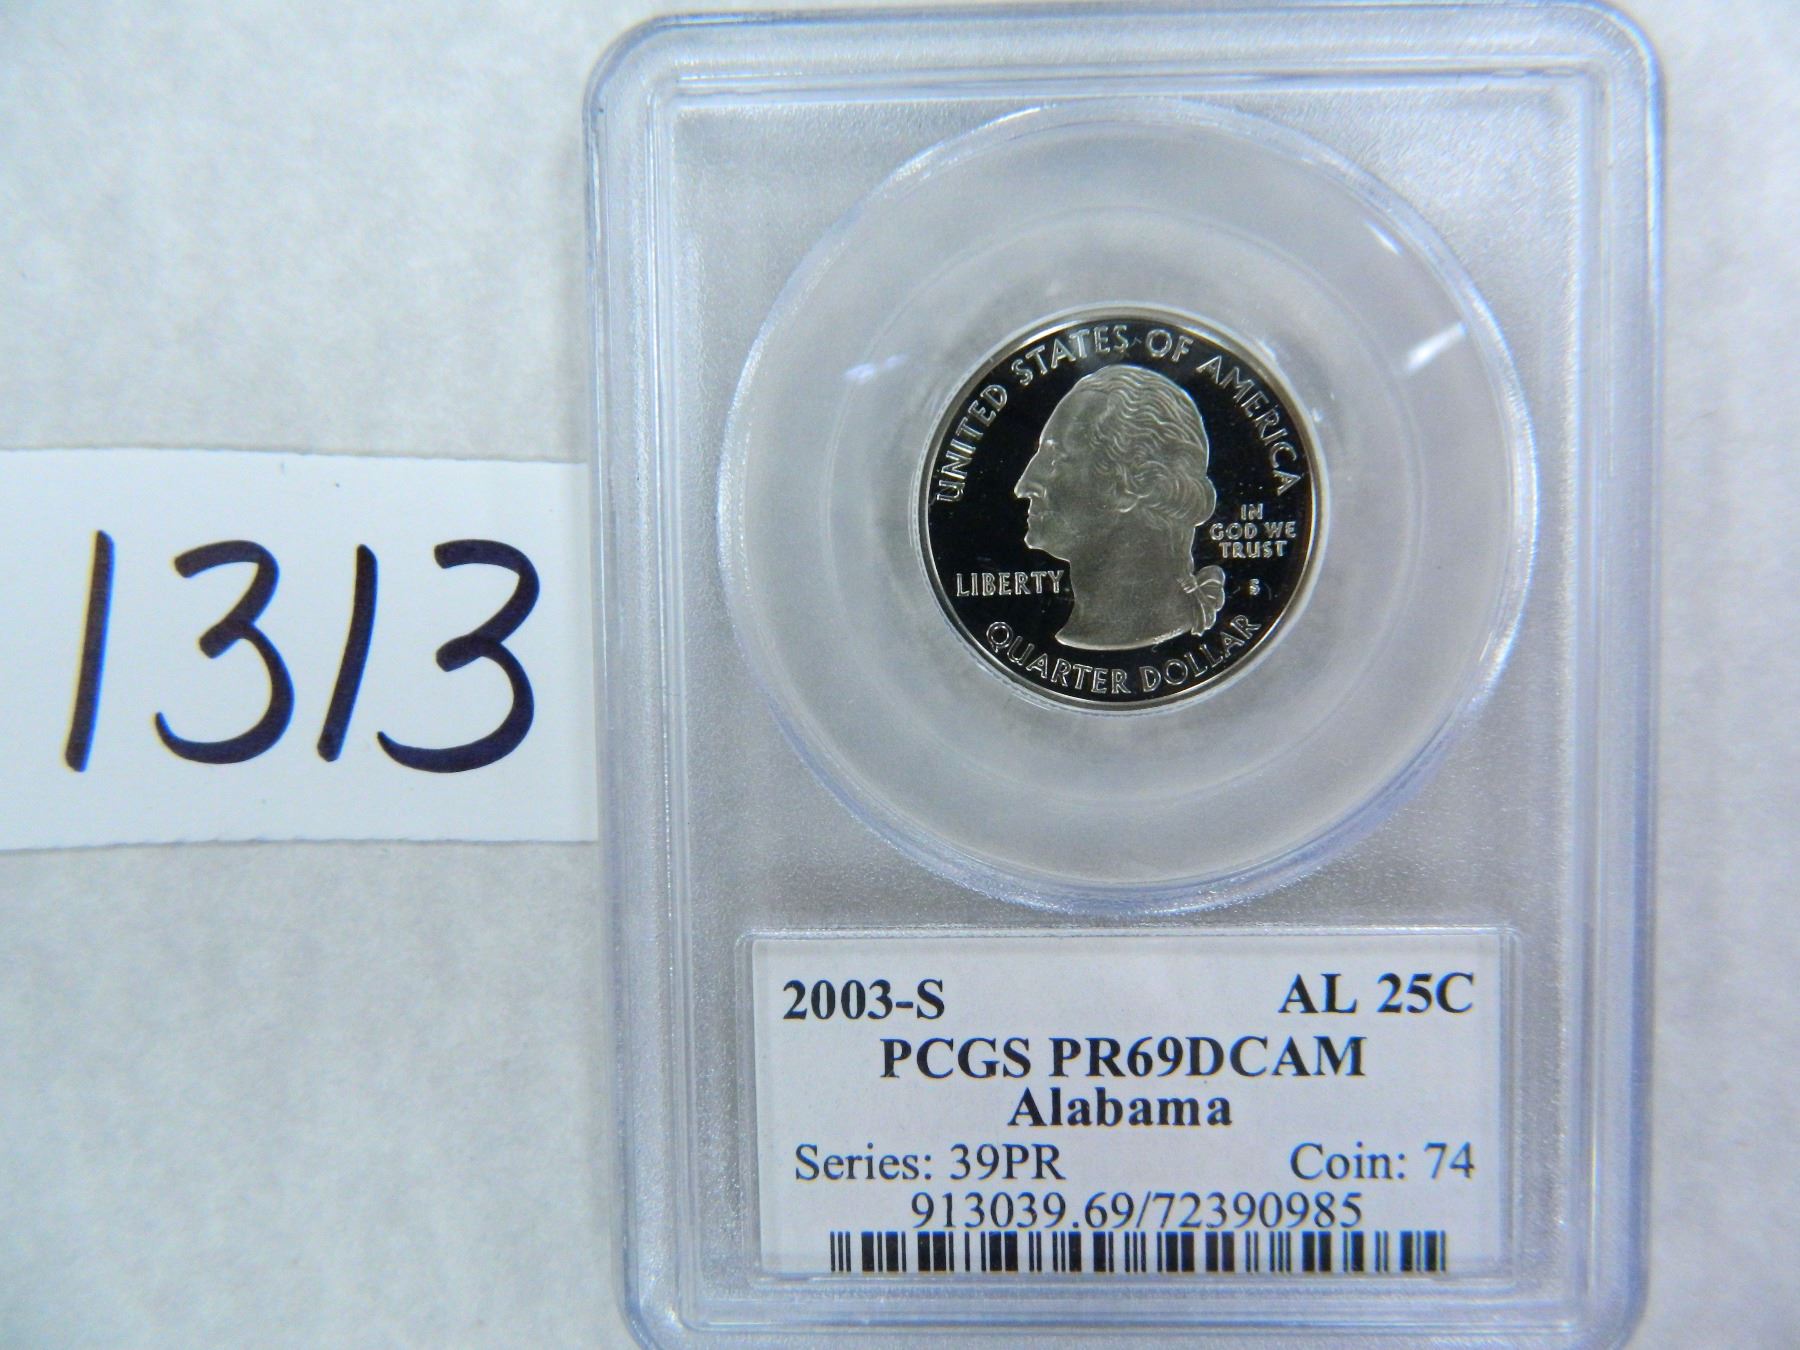 1313
UNITED STATES OF AMERICA
IN
GOD WE
TRUST
LIBERTY
S
QUARTER DOLLAR
2003-S AL 25C
PCGS PR69DCAM
Alabama
Series: 39PR Coin: 74
913039.69/72390985